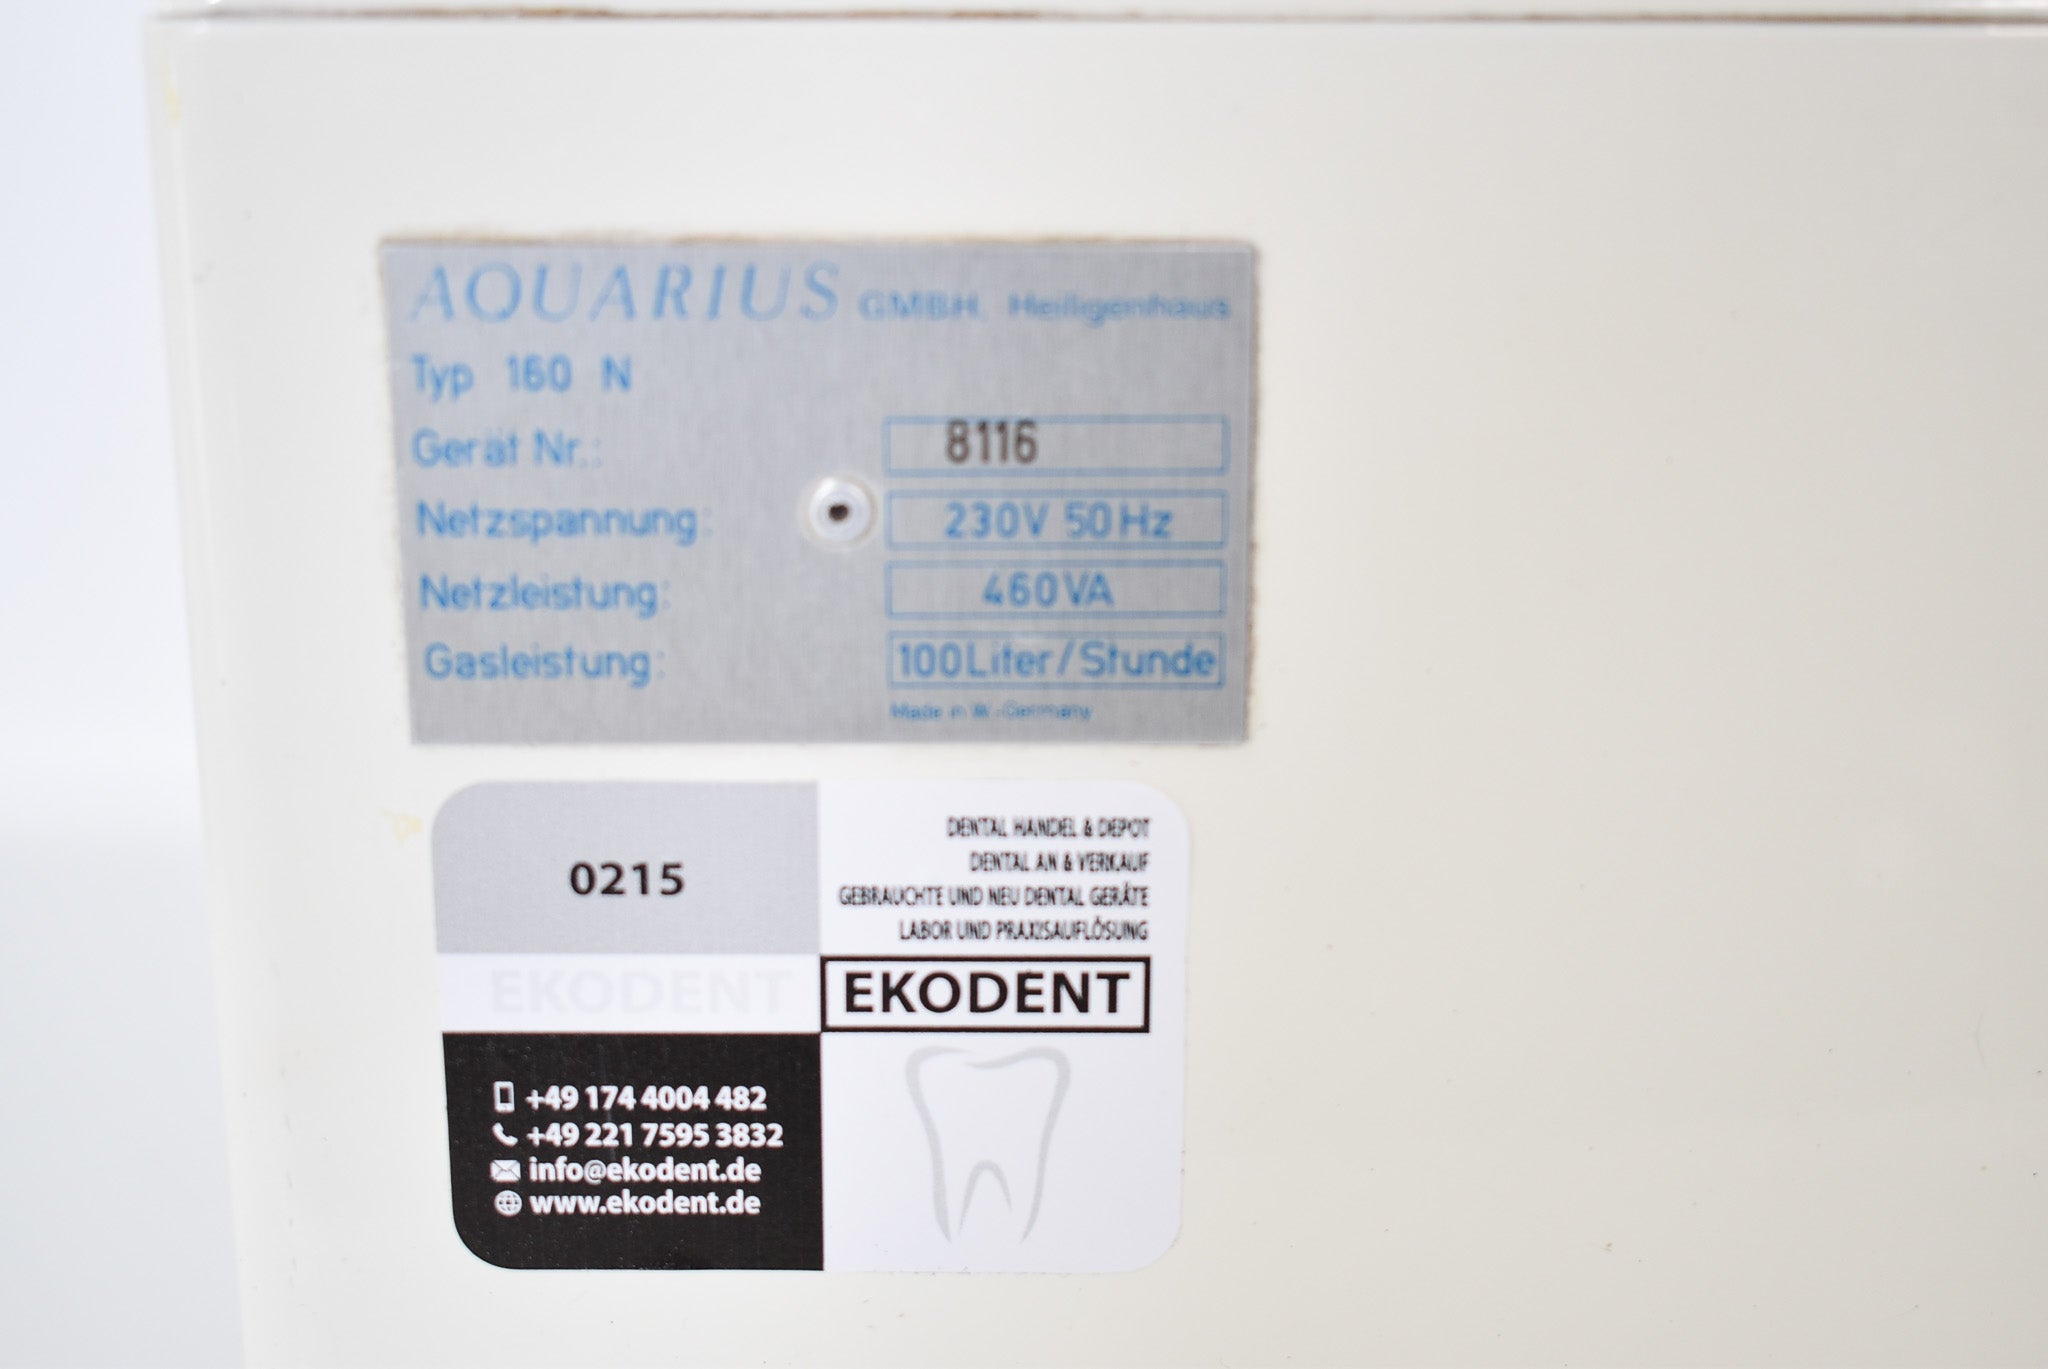 AQUARIUS GMBH. Heiligenhaus
Typ 160 N
Gerät Nr.: 8116
Netzspannung: 230V 50Hz
Netzleistung: 460VA
Gasleistung: 100Liter/Stunde
Made in W.-Germany
0215
DENTAL HANDEL & DEPOT
DENTAL AN & VERKAUF
GEBRAUCHTE UND NEU DENTAL GERÄTE
LABOR UND PRAXISAUFLÖSUNG
EKODENT
EKODENT
+49 174 4004 482
+49 221 7595 3832
info@ekodent.de
www.ekodent.de